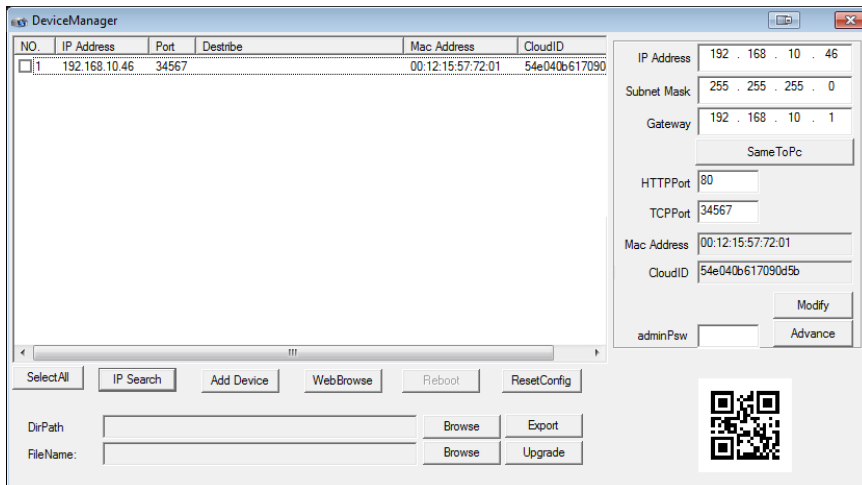 DeviceManager
NO. IP Address Port Destribe Mac Address CloudID
1 192.168.10.46 34567 00:12:15:57:72:01 54e040b617090
IP Address 192 . 168 . 10 . 46
Subnet Mask 255 . 255 . 255 . 0
Gateway 192 . 168 . 10 . 1
SameToPc
HTTPPort 80
TCPPort 34567
Mac Address 00:12:15:57:72:01
CloudID 54e040b617090d5b
Modify
adminPsw Advance
SelectAll IP Search Add Device WebBrowse Reboot ResetConfig
DirPath Browse Export
FileName: Browse Upgrade